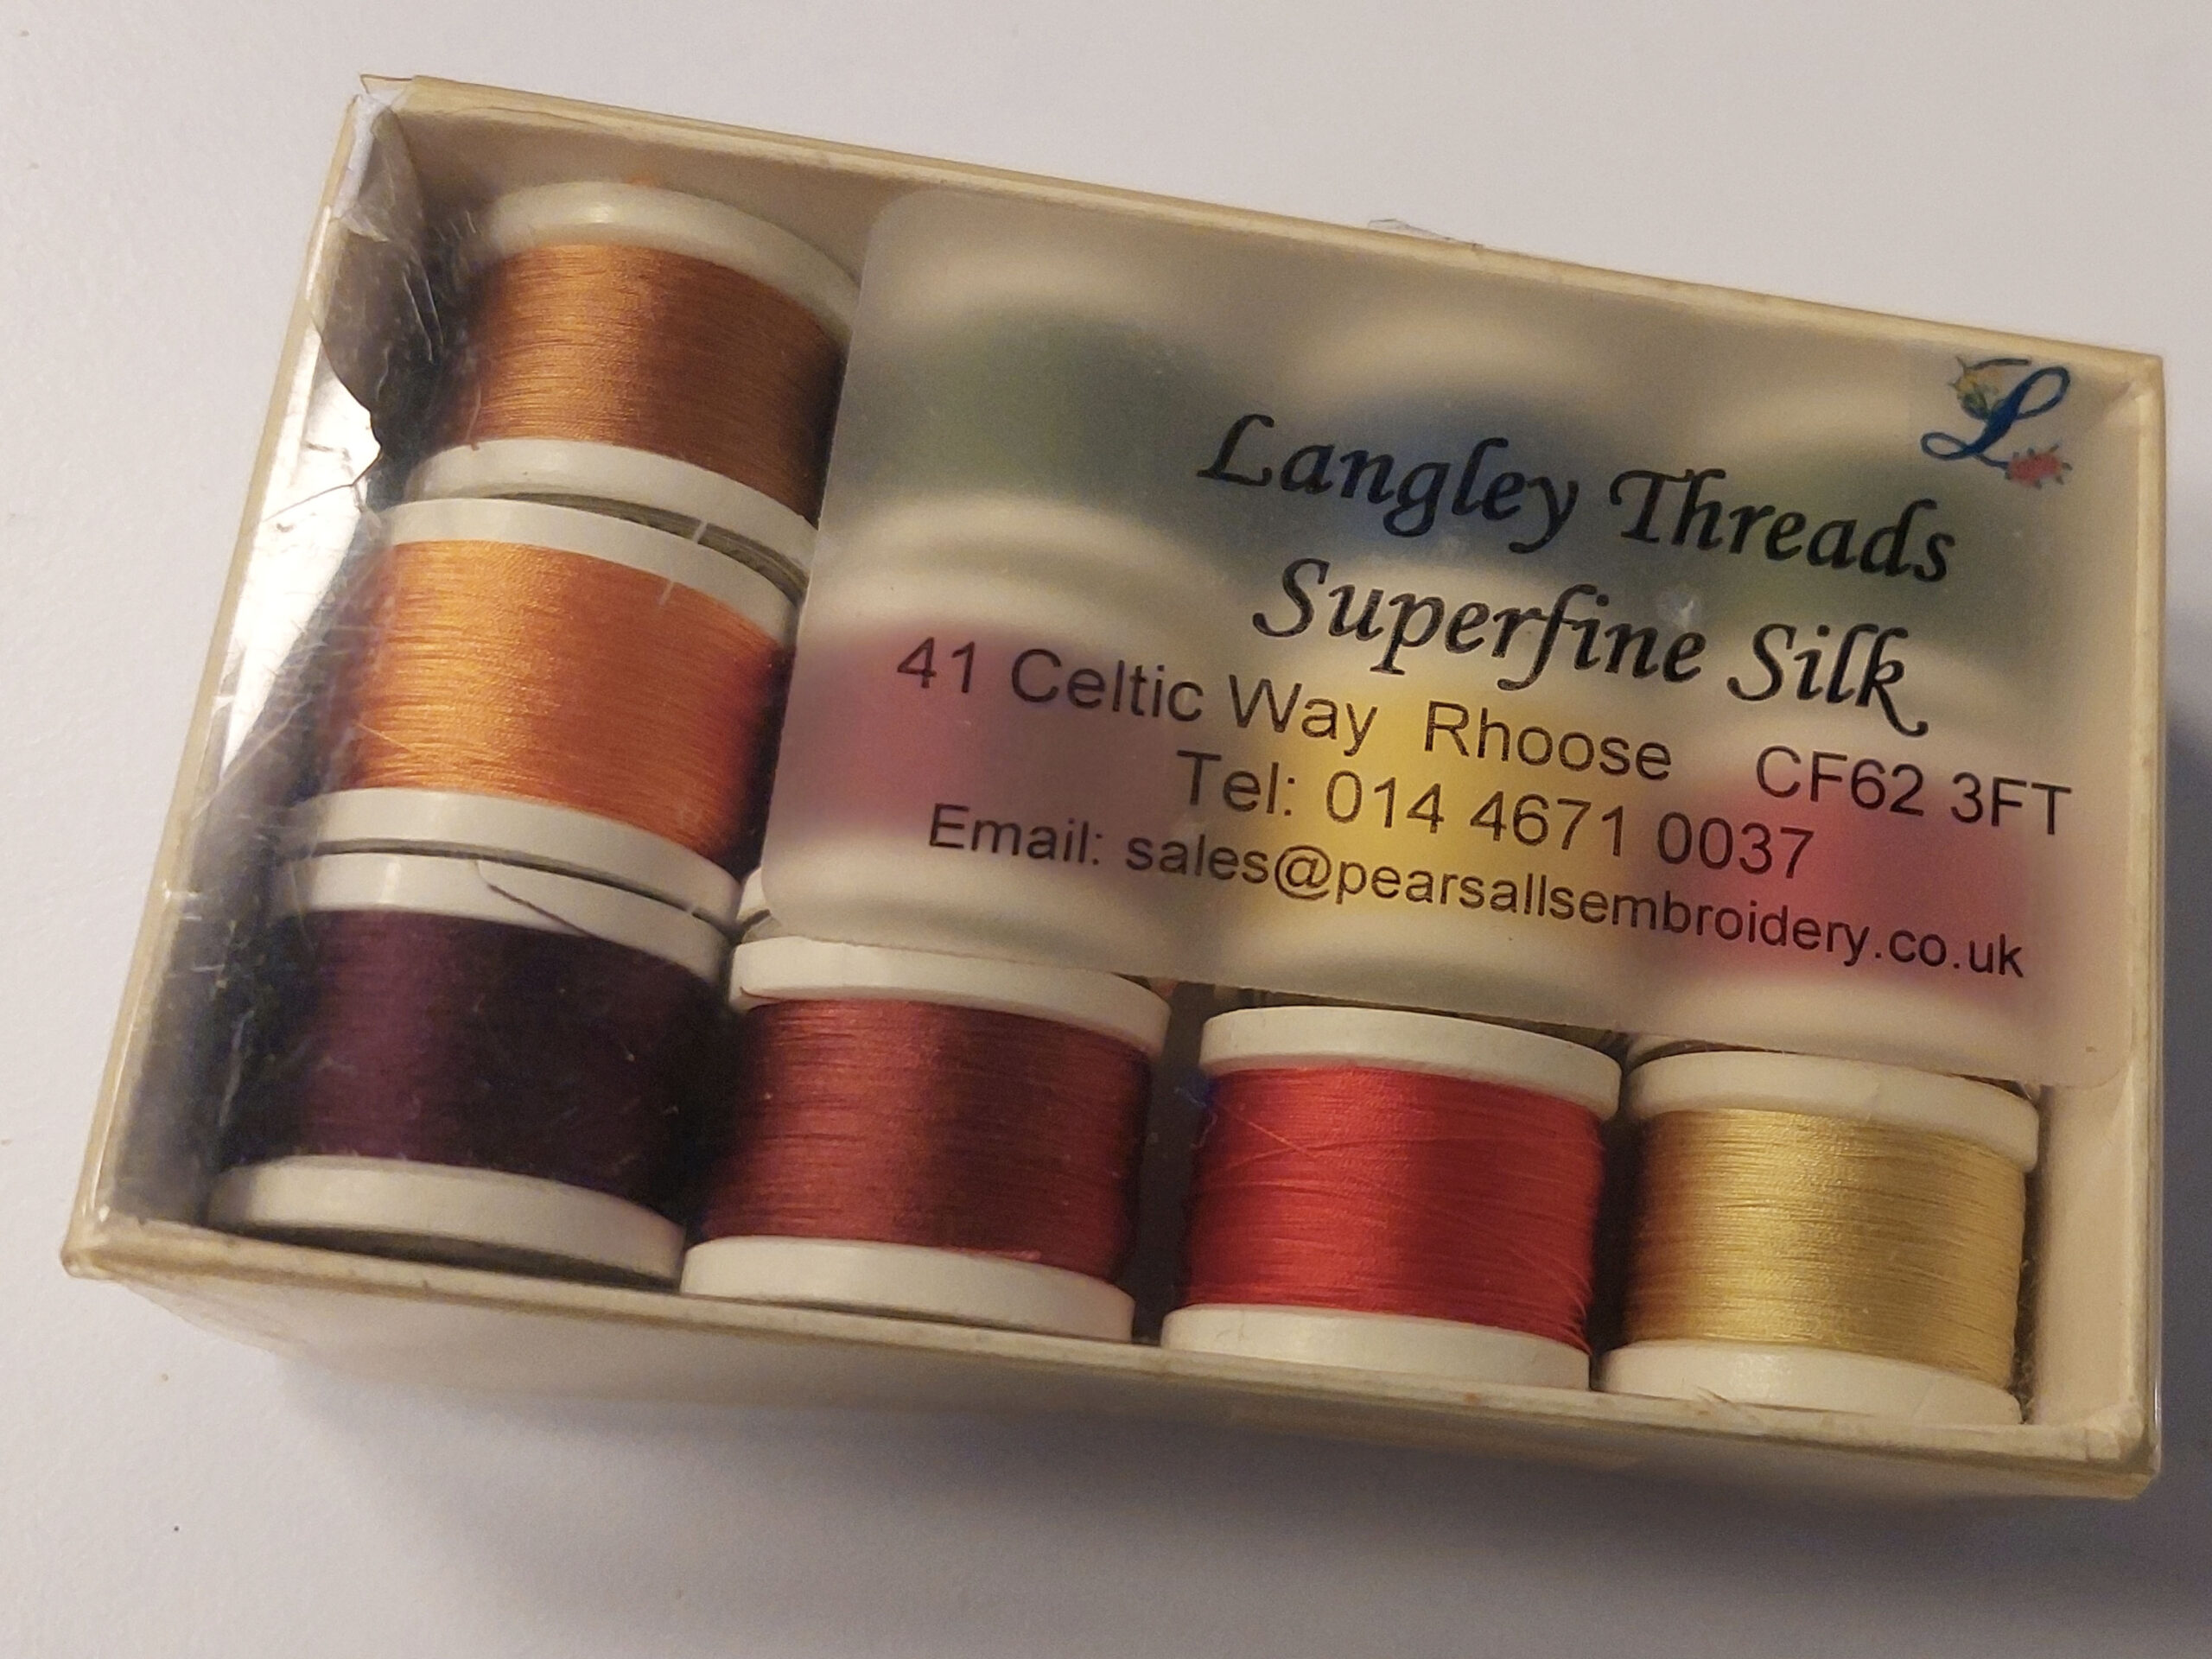 L
Langley Threads
Superfine Silk
41 Celtic Way Rhoose CF62 3FT
Tel: 014 4671 0037
Email: sales@pearsallsembroidery.co.uk